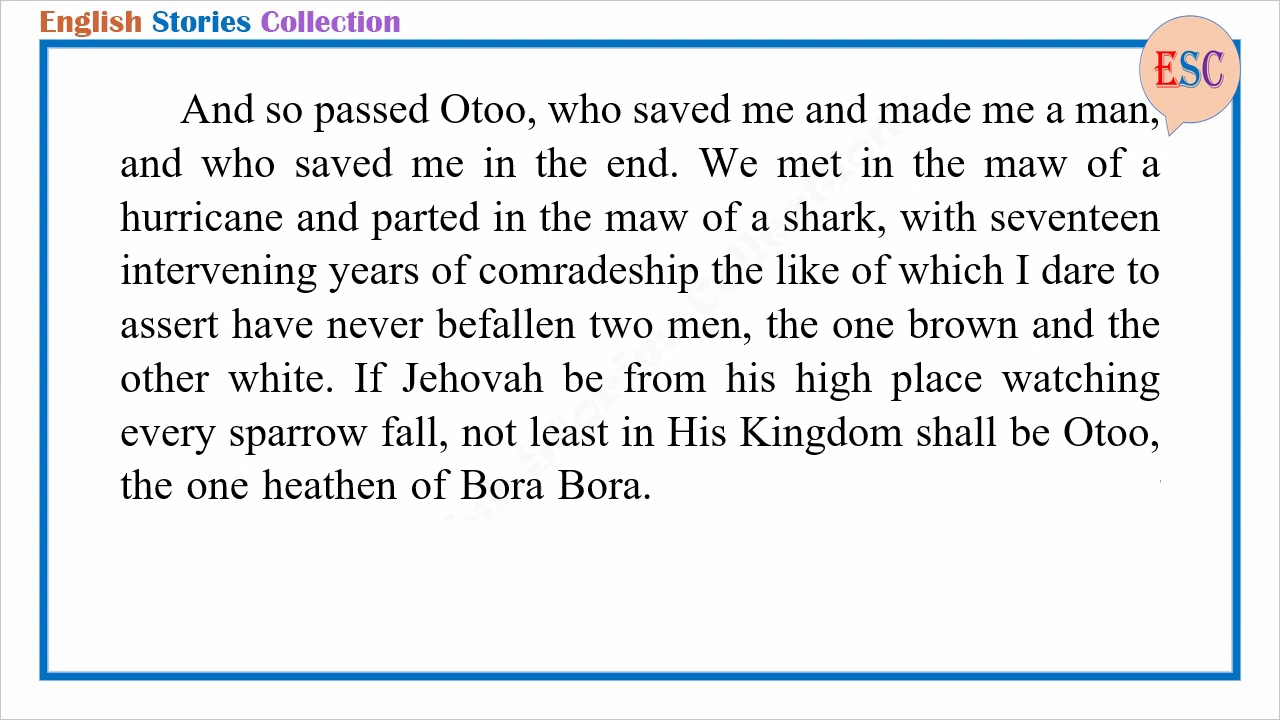 English Stories Collection
ESC
And so passed Otoo, who saved me and made me a man,
and who saved me in the end. We met in the maw of a
hurricane and parted in the maw of a shark, with seventeen
intervening years of comradeship the like of which I dare to
assert have never befallen two men, the one brown and the
other white. If Jehovah be from his high place watching
every sparrow fall, not least in His Kingdom shall be Otoo,
the one heathen of Bora Bora.